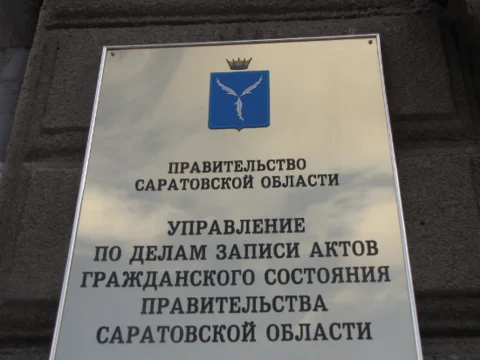 ПРАВИТЕЛЬСТВО
САРАТОВСКОЙ ОБЛАСТИ
УПРАВЛЕНИЕ
ПО ДЕЛАМ ЗАПИСИ АКТОВ
ГРАЖДАНСКОГО СОСТОЯНИЯ
ПРАВИТЕЛЬСТВА
САРАТОВСКОЙ ОБЛАСТИ